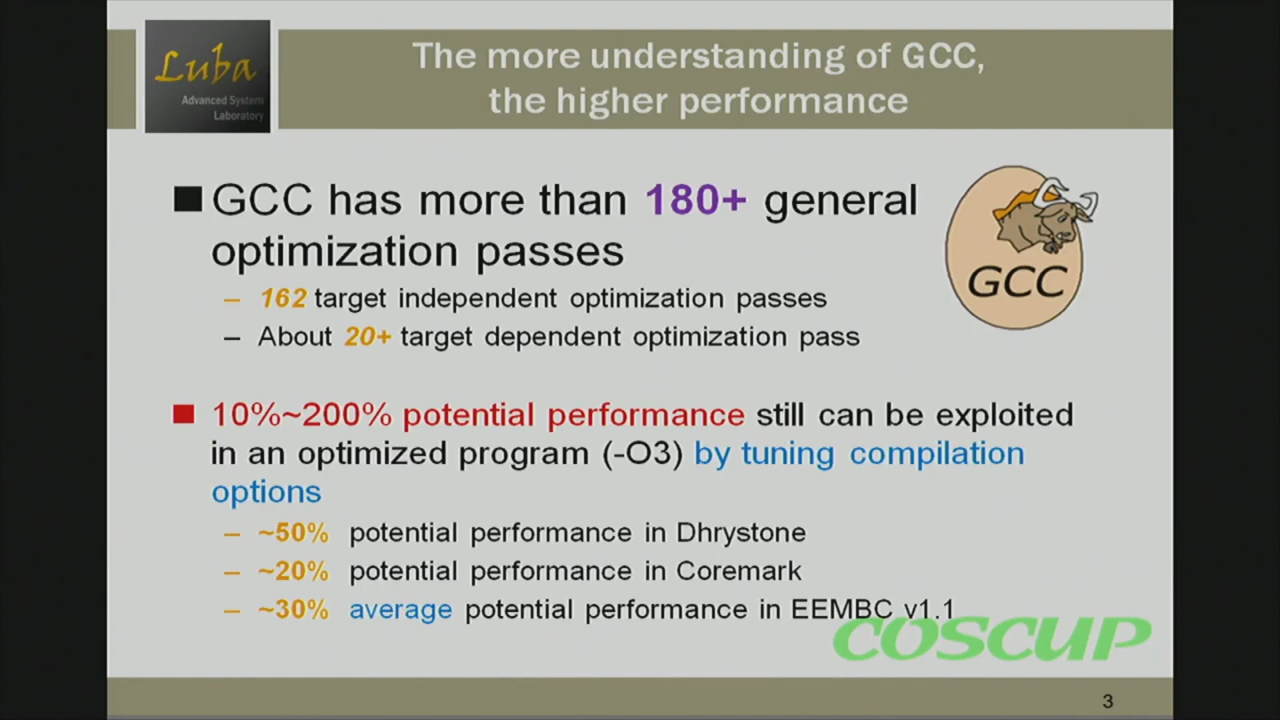 Luba
Advanced System
Laboratory
The more understanding of GCC,
the higher performance
GCC has more than 180+ general
optimization passes
– 162 target independent optimization passes
– About 20+ target dependent optimization pass
GCC
10%~200% potential performance still can be exploited
in an optimized program (-O3) by tuning compilation
options
– ~50% potential performance in Dhrystone
– ~20% potential performance in Coremark
– ~30% average potential performance in EEMBC v1.1
COSCUP
3